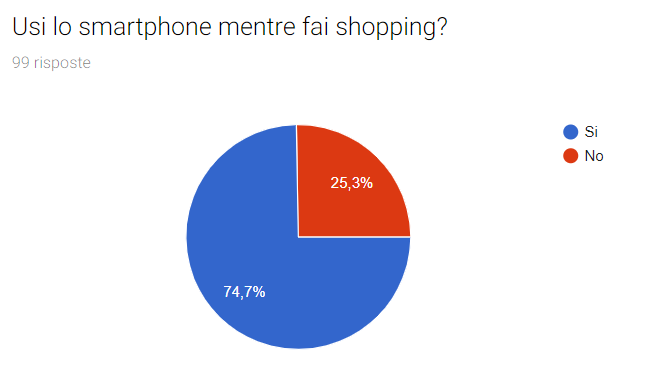 Usi lo smartphone mentre fai shopping?
99 risposte
Si
No
25,3%
74,7%